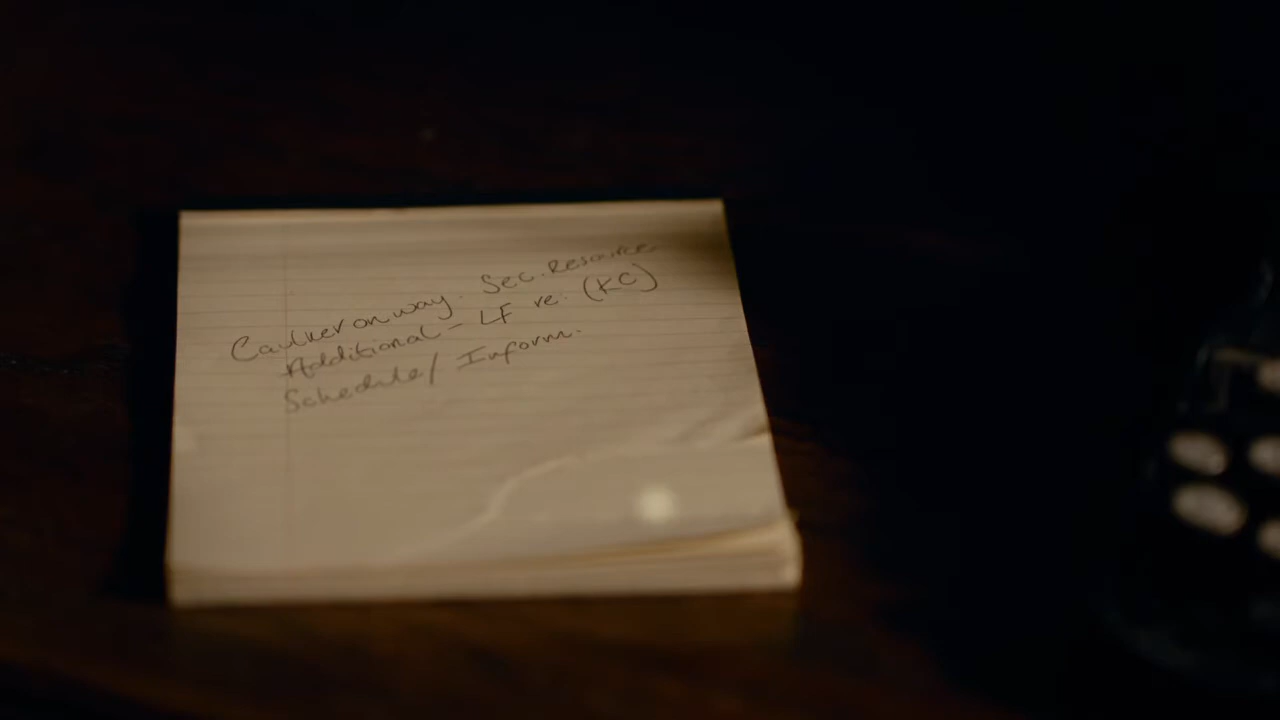 Caulker on way. Sec. Resource
Additional - LF re. (KC)
Schedule/ Inform.